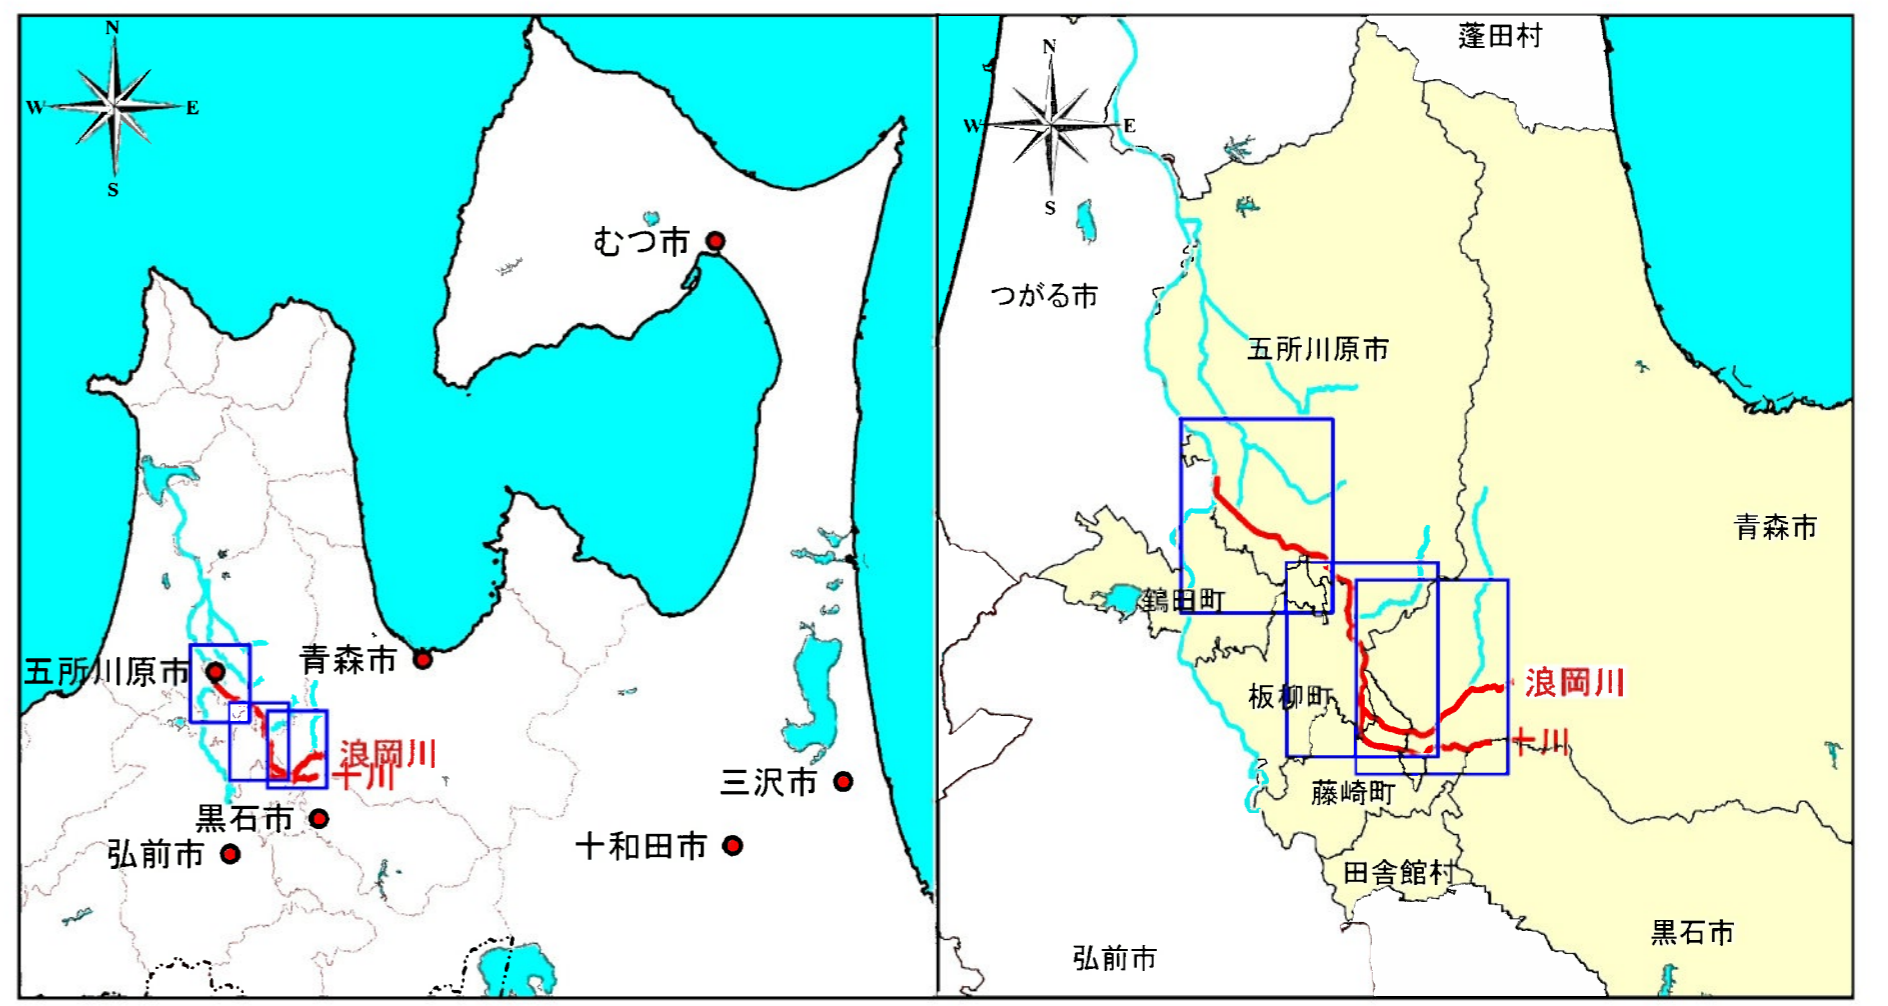 N
W
E
S
むつ市
五所川原市
青森市
浪岡川
十川
黒石市
弘前市
三沢市
十和田市
N
W
E
S
蓬田村
つがる市
五所川原市
青森市
鶴田町
板柳町
浪岡川
十川
藤崎町
田舎館村
黒石市
弘前市